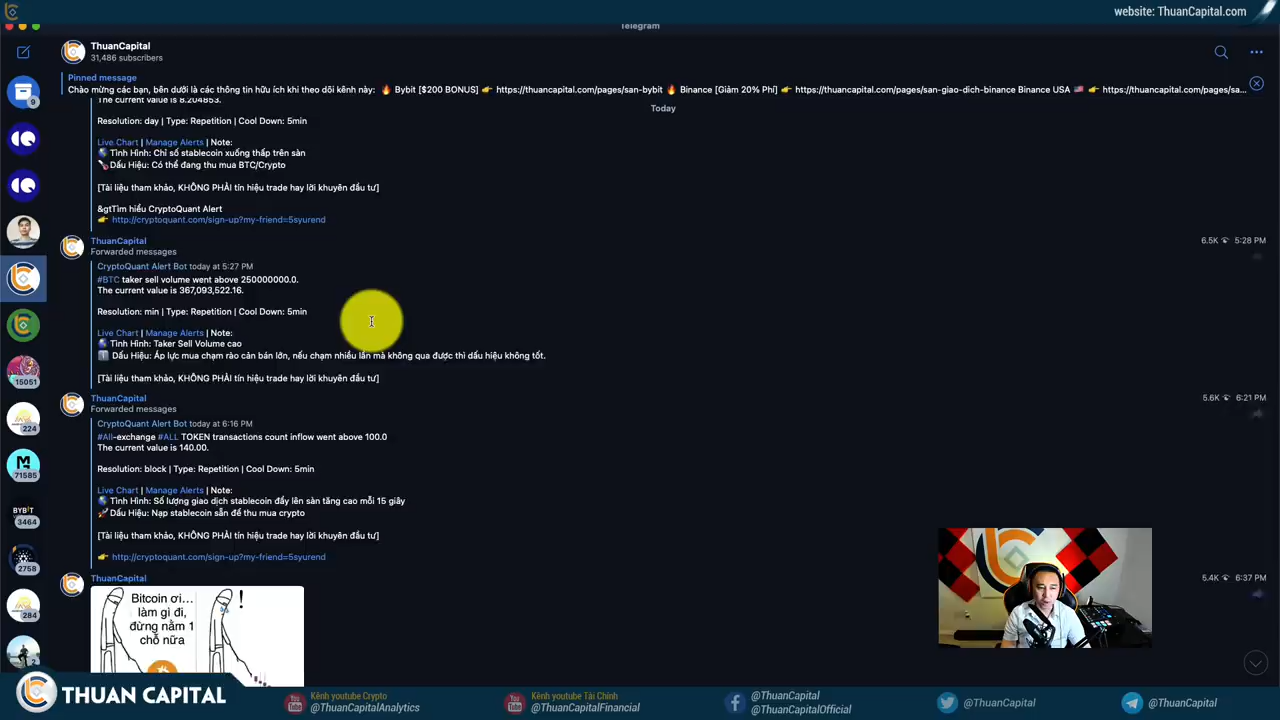 website: ThuanCapital.com
Telegram
ThuanCapital
31,486 subscribers
Pinned message
Chào mừng các bạn, bên dưới là các thông tin hữu ích khi theo dõi kênh này: 🔥 Bybit [$200 BONUS] 👉 https://thuancapital.com/pages/san-bybit 🔥 Binance [Giảm 20% Phí] 👉 https://thuancapital.com/pages/san-giao-dich-binance Binance USA 🇺🇸 👉 https://thuancapital.com/pages/sa...
The current value is 8.204853.
Today
Resolution: day | Type: Repetition | Cool Down: 5min
Live Chart | Manage Alerts | Note:
Tình Hình: Chỉ số stablecoin xuống thấp trên sàn
Dấu Hiệu: Có thể đang thu mua BTC/Crypto
[Tài liệu tham khảo, KHÔNG PHẢI tín hiệu trade hay lời khuyên đầu tư]
&gtTìm hiểu CryptoQuant Alert
👉 http://cryptoquant.com/sign-up?my-friend=5syurend
6.5K 5:28 PM
ThuanCapital
Forwarded messages
CryptoQuant Alert Bot today at 5:27 PM
#BTC taker sell volume went above 250000000.0.
The current value is 367,093,522.16.
Resolution: min | Type: Repetition | Cool Down: 5min
Live Chart | Manage Alerts | Note:
Tình Hình: Taker Sell Volume cao
Dấu Hiệu: Áp lực mua chạm rào cản bán lớn, nếu chạm nhiều lần mà không qua được thì dấu hiệu không tốt.
[Tài liệu tham khảo, KHÔNG PHẢI tín hiệu trade hay lời khuyên đầu tư]
ThuanCapital
5.6K 6:21 PM
Forwarded messages
CryptoQuant Alert Bot today at 6:16 PM
#All-exchange #ALL TOKEN transactions count inflow went above 100.0
The current value is 140.00.
Resolution: block | Type: Repetition | Cool Down: 5min
Live Chart | Manage Alerts | Note:
Tình Hình: Số lượng giao dịch stablecoin đẩy lên sàn tăng cao mỗi 15 giây
🚀 Dấu Hiệu: Nạp stablecoin sẵn để thu mua crypto
[Tài liệu tham khảo, KHÔNG PHẢI tín hiệu trade hay lời khuyên đầu tư]
👉 http://cryptoquant.com/sign-up?my-friend=5syurend
ThuanCapital
5.4K 6:37 PM
Bitcoin ơi...
làm gì đi,
đừng nằm 1
chỗ nữa
!
9
15051
224
71585
BYBIT
3464
2758
284
2
THUAN CAPITAL
Kênh youtube Crypto
@ThuanCapitalAnalytics
Kênh youtube Tài Chính
@ThuanCapitalFinancial
@ThuanCapital
@ThuanCapitalOfficial
@ThuanCapital
@ThuanCapital